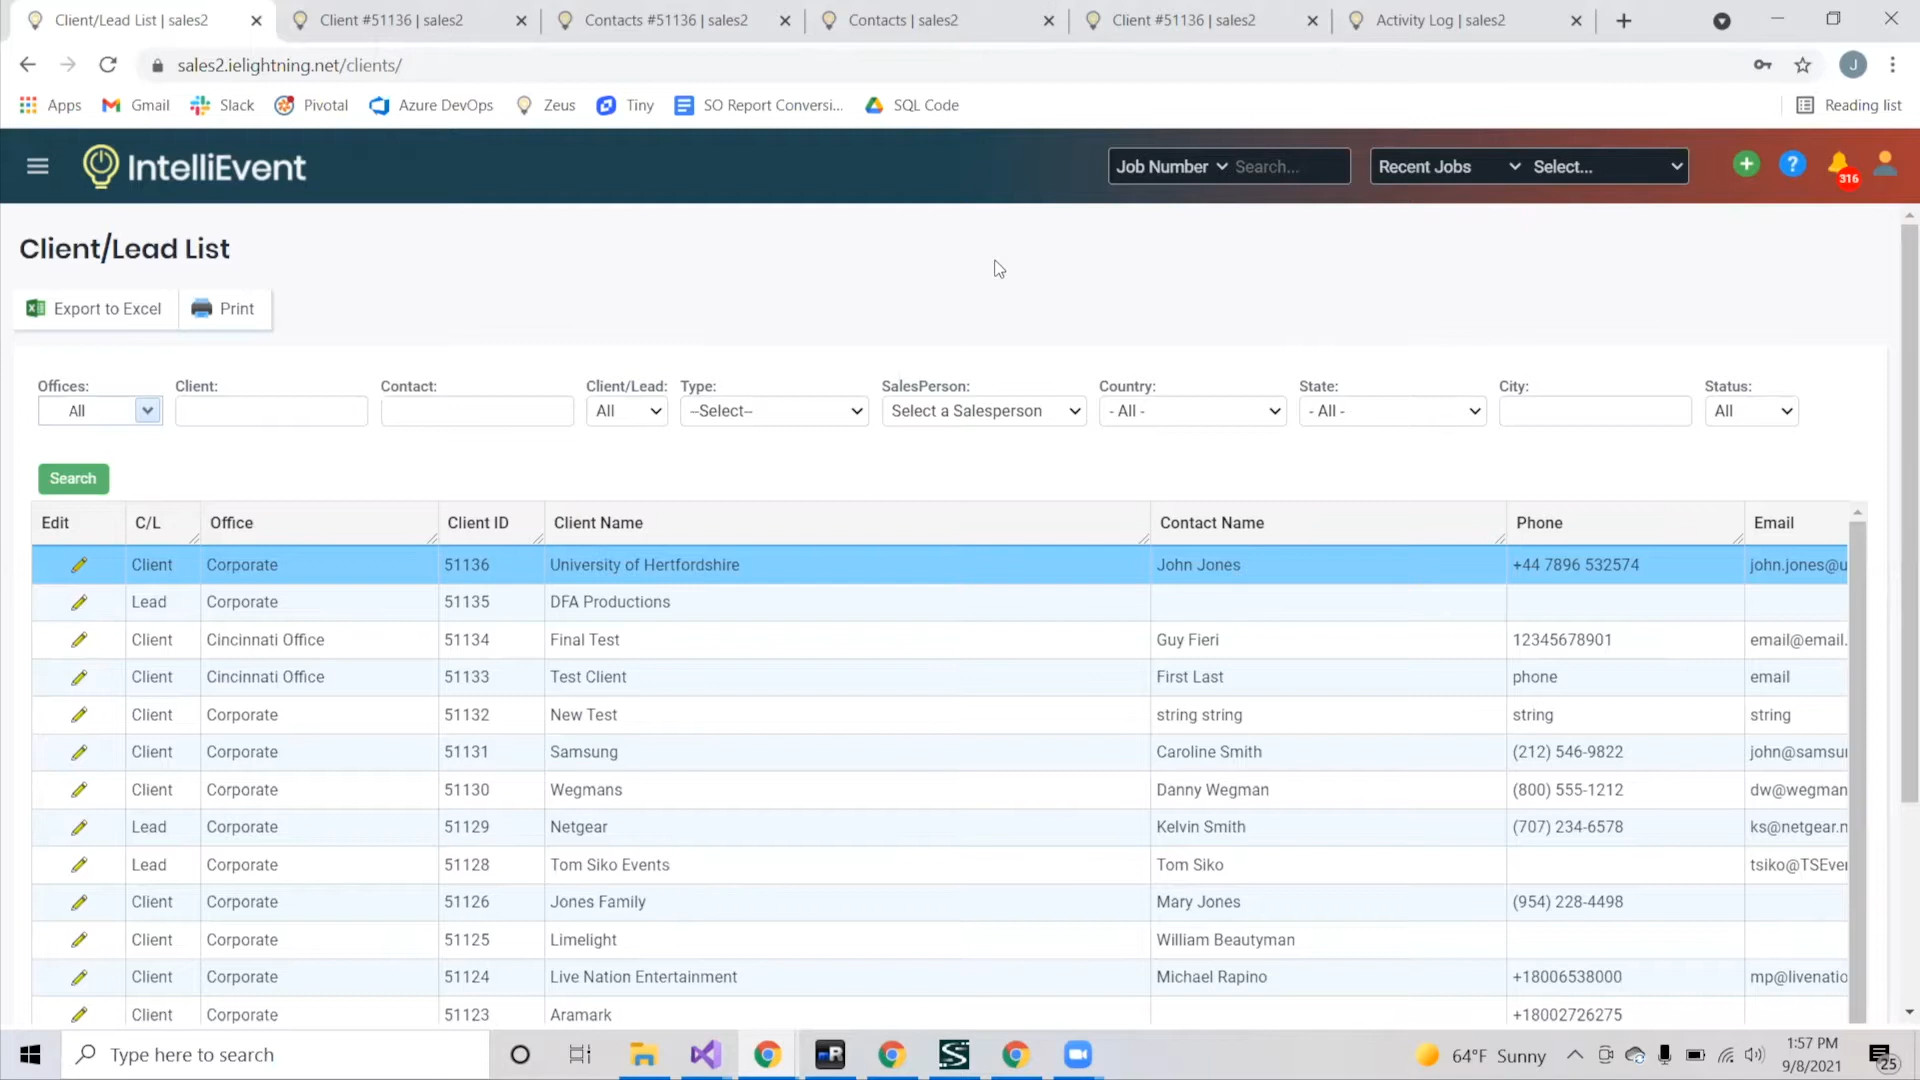 Client/Lead List | sales2
Client #51136 | sales2
Contacts #51136 | sales2
Contacts | sales2
Client #51136 | sales2
Activity Log | sales2
sales2.ielightning.net/clients/
J
Apps
Gmail
Slack
Pivotal
Azure DevOps
Zeus
Tiny
SO Report Conversi...
SQL Code
Reading list
IntelliEvent
Job Number
Search...
Recent Jobs
Select...
316
Client/Lead List
Export to Excel
Print
Offices: Client: Contact: Client/Lead: Type: SalesPerson: Country: State: City: Status:
All All --Select-- Select a Salesperson - All - - All - All
Search
Edit C/L Office Client ID Client Name Contact Name Phone Email
Client Corporate 51136 University of Hertfordshire John Jones +44 7896 532574 john.jones@u
Lead Corporate 51135 DFA Productions
Client Cincinnati Office 51134 Final Test Guy Fieri 12345678901 email@email.
Client Cincinnati Office 51133 Test Client First Last phone email
Client Corporate 51132 New Test string string string string
Client Corporate 51131 Samsung Caroline Smith (212) 546-9822 john@samsu
Client Corporate 51130 Wegmans Danny Wegman (800) 555-1212 dw@wegman
Lead Corporate 51129 Netgear Kelvin Smith (707) 234-6578 ks@netgear.n
Lead Corporate 51128 Tom Siko Events Tom Siko tsiko@TSEve
Client Corporate 51126 Jones Family Mary Jones (954) 228-4498
Client Corporate 51125 Limelight William Beautyman
Client Corporate 51124 Live Nation Entertainment Michael Rapino +18006538000 mp@livenatio
Client Corporate 51123 Aramark +18002726275
Type here to search
64°F Sunny
1:57 PM
9/8/2021
25